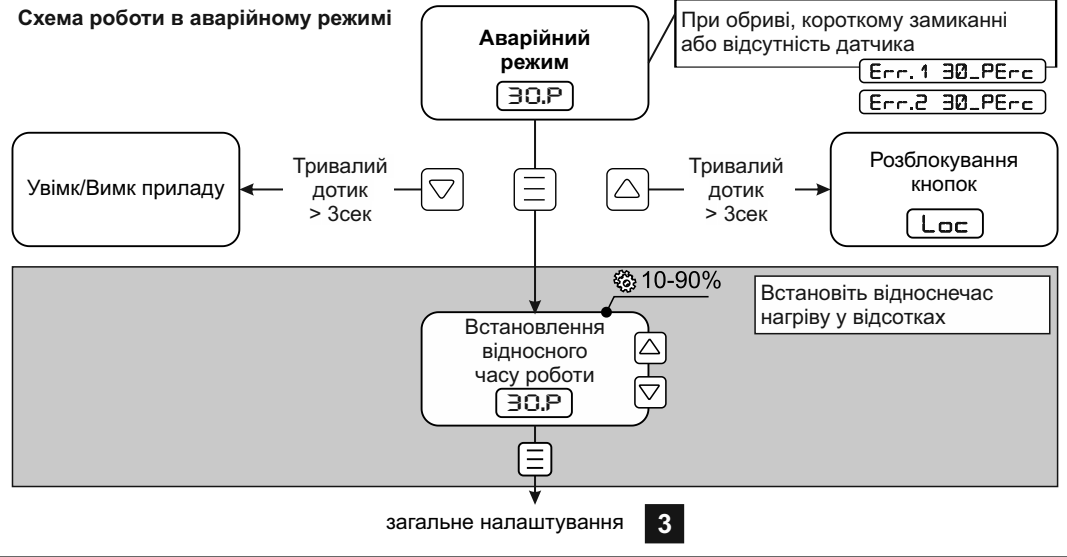 Схема роботи в аварійному режимі
Аварійний
режим
30.P
При обриві, короткому замиканні
або відсутність датчика
Err.1 30_PErc
Err.2 30_PErc
Увімк/Вимк приладу
Тривалий
дотик
> 3сек
Тривалий
дотик
> 3сек
Розблокування
кнопок
Loc
10-90%
Встановіть відноснечас
нагріву у відсотках
Встановлення
відносного
часу роботи
30.P
загальне налаштування 3